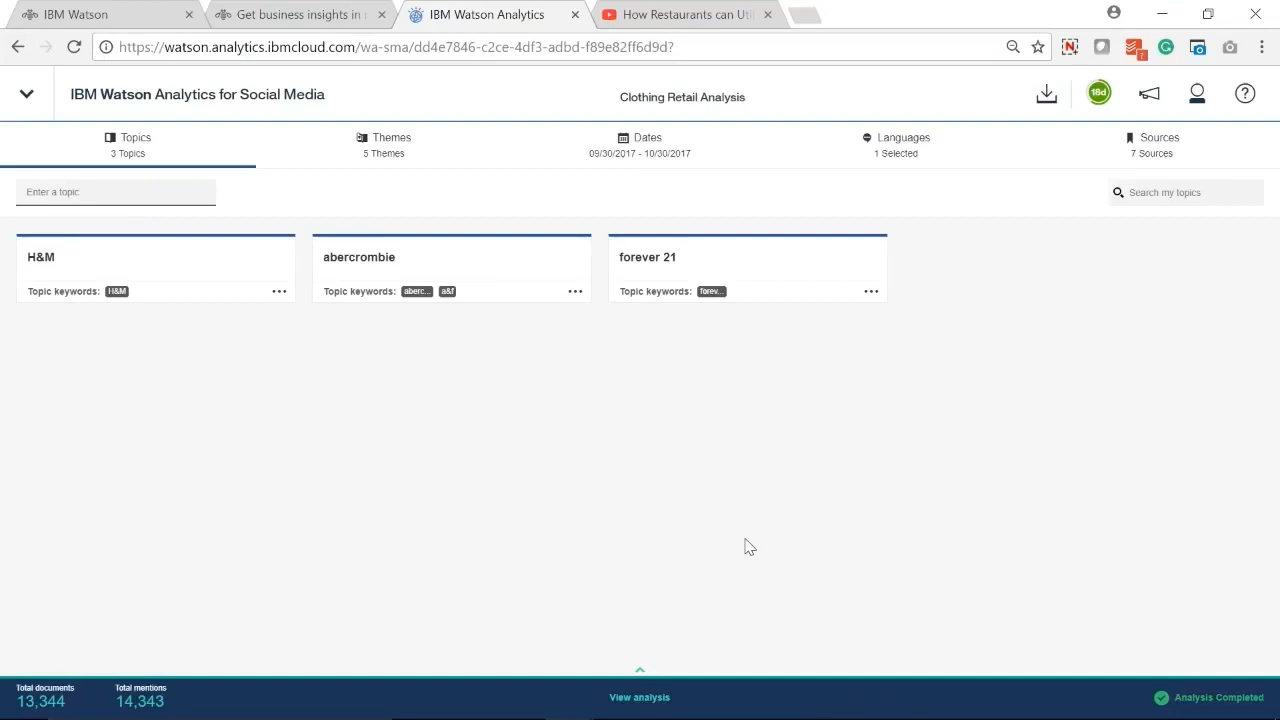 IBM Watson
Get business insights in
IBM Watson Analytics
How Restaurants can Uti
https://watson.analytics.ibmcloud.com/wa-sma/dd4e7846-c2ce-4df3-adbd-f89e82ff6d9d?
IBM Watson Analytics for Social Media
Clothing Retail Analysis
18d
Topics
3 Topics
Themes
5 Themes
Dates
09/30/2017 - 10/30/2017
Languages
1 Selected
Sources
7 Sources
Enter a topic
Search my topics
H&M
Topic keywords: H&M
abercrombie
Topic keywords: aberc... a&f
forever 21
Topic keywords: forev...
Total documents
13,344
Total mentions
14,343
View analysis
Analysis Completed